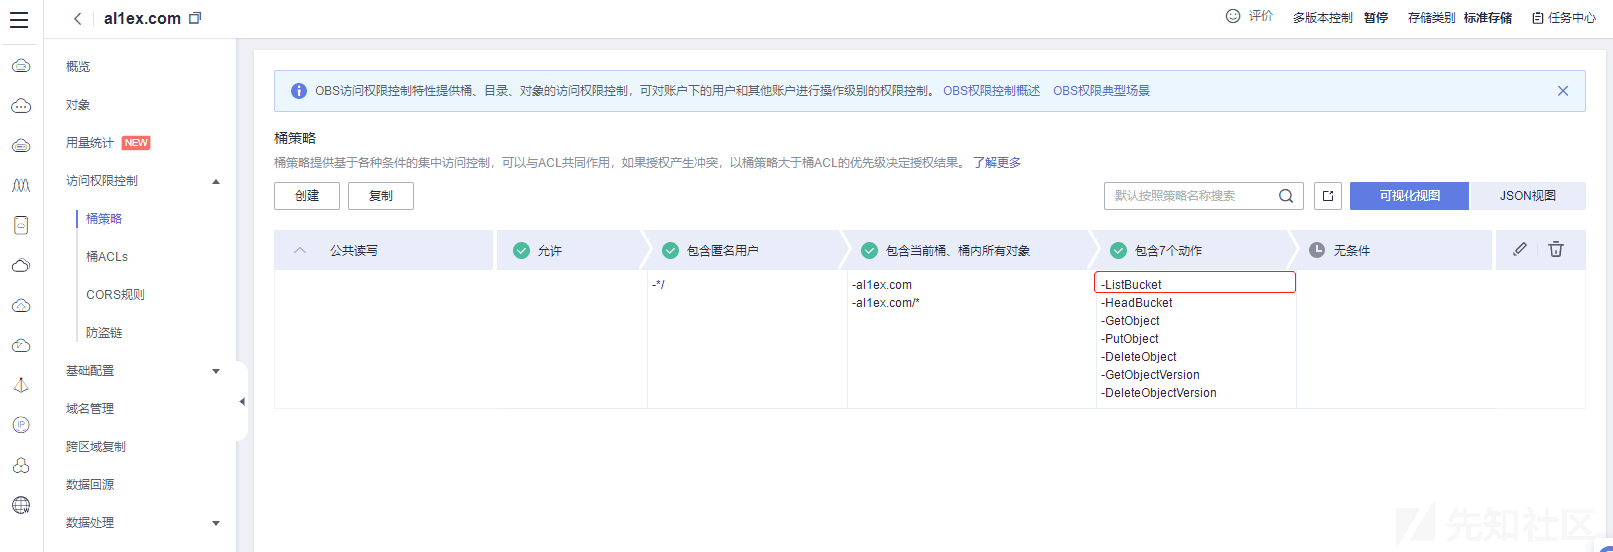 al1ex.com
评价
多版本控制 暂停
存储类别 标准存储
任务中心
概览
对象
用量统计 NEW
访问权限控制
桶策略
桶ACLs
CORS规则
防盗链
基础配置
域名管理
跨区域复制
数据回源
数据处理
IP
OBS访问权限控制特性提供桶、目录、对象的访问权限控制，可对账户下的用户和其他账户进行操作级别的权限控制。 OBS权限控制概述 OBS权限典型场景
桶策略
桶策略提供基于各种条件的集中访问控制，可以与ACL共同作用，如果授权产生冲突，以桶策略大于桶ACL的优先级决定授权结果。 了解更多
创建
复制
默认按照策略名称搜索
可视化视图
JSON视图
公共读写
允许
包含匿名用户
包含当前桶、桶内所有对象
包含7个动作
无条件
-*/
-al1ex.com
-al1ex.com/*
-ListBucket
-HeadBucket
-GetObject
-PutObject
-DeleteObject
-GetObjectVersion
-DeleteObjectVersion
先知社区